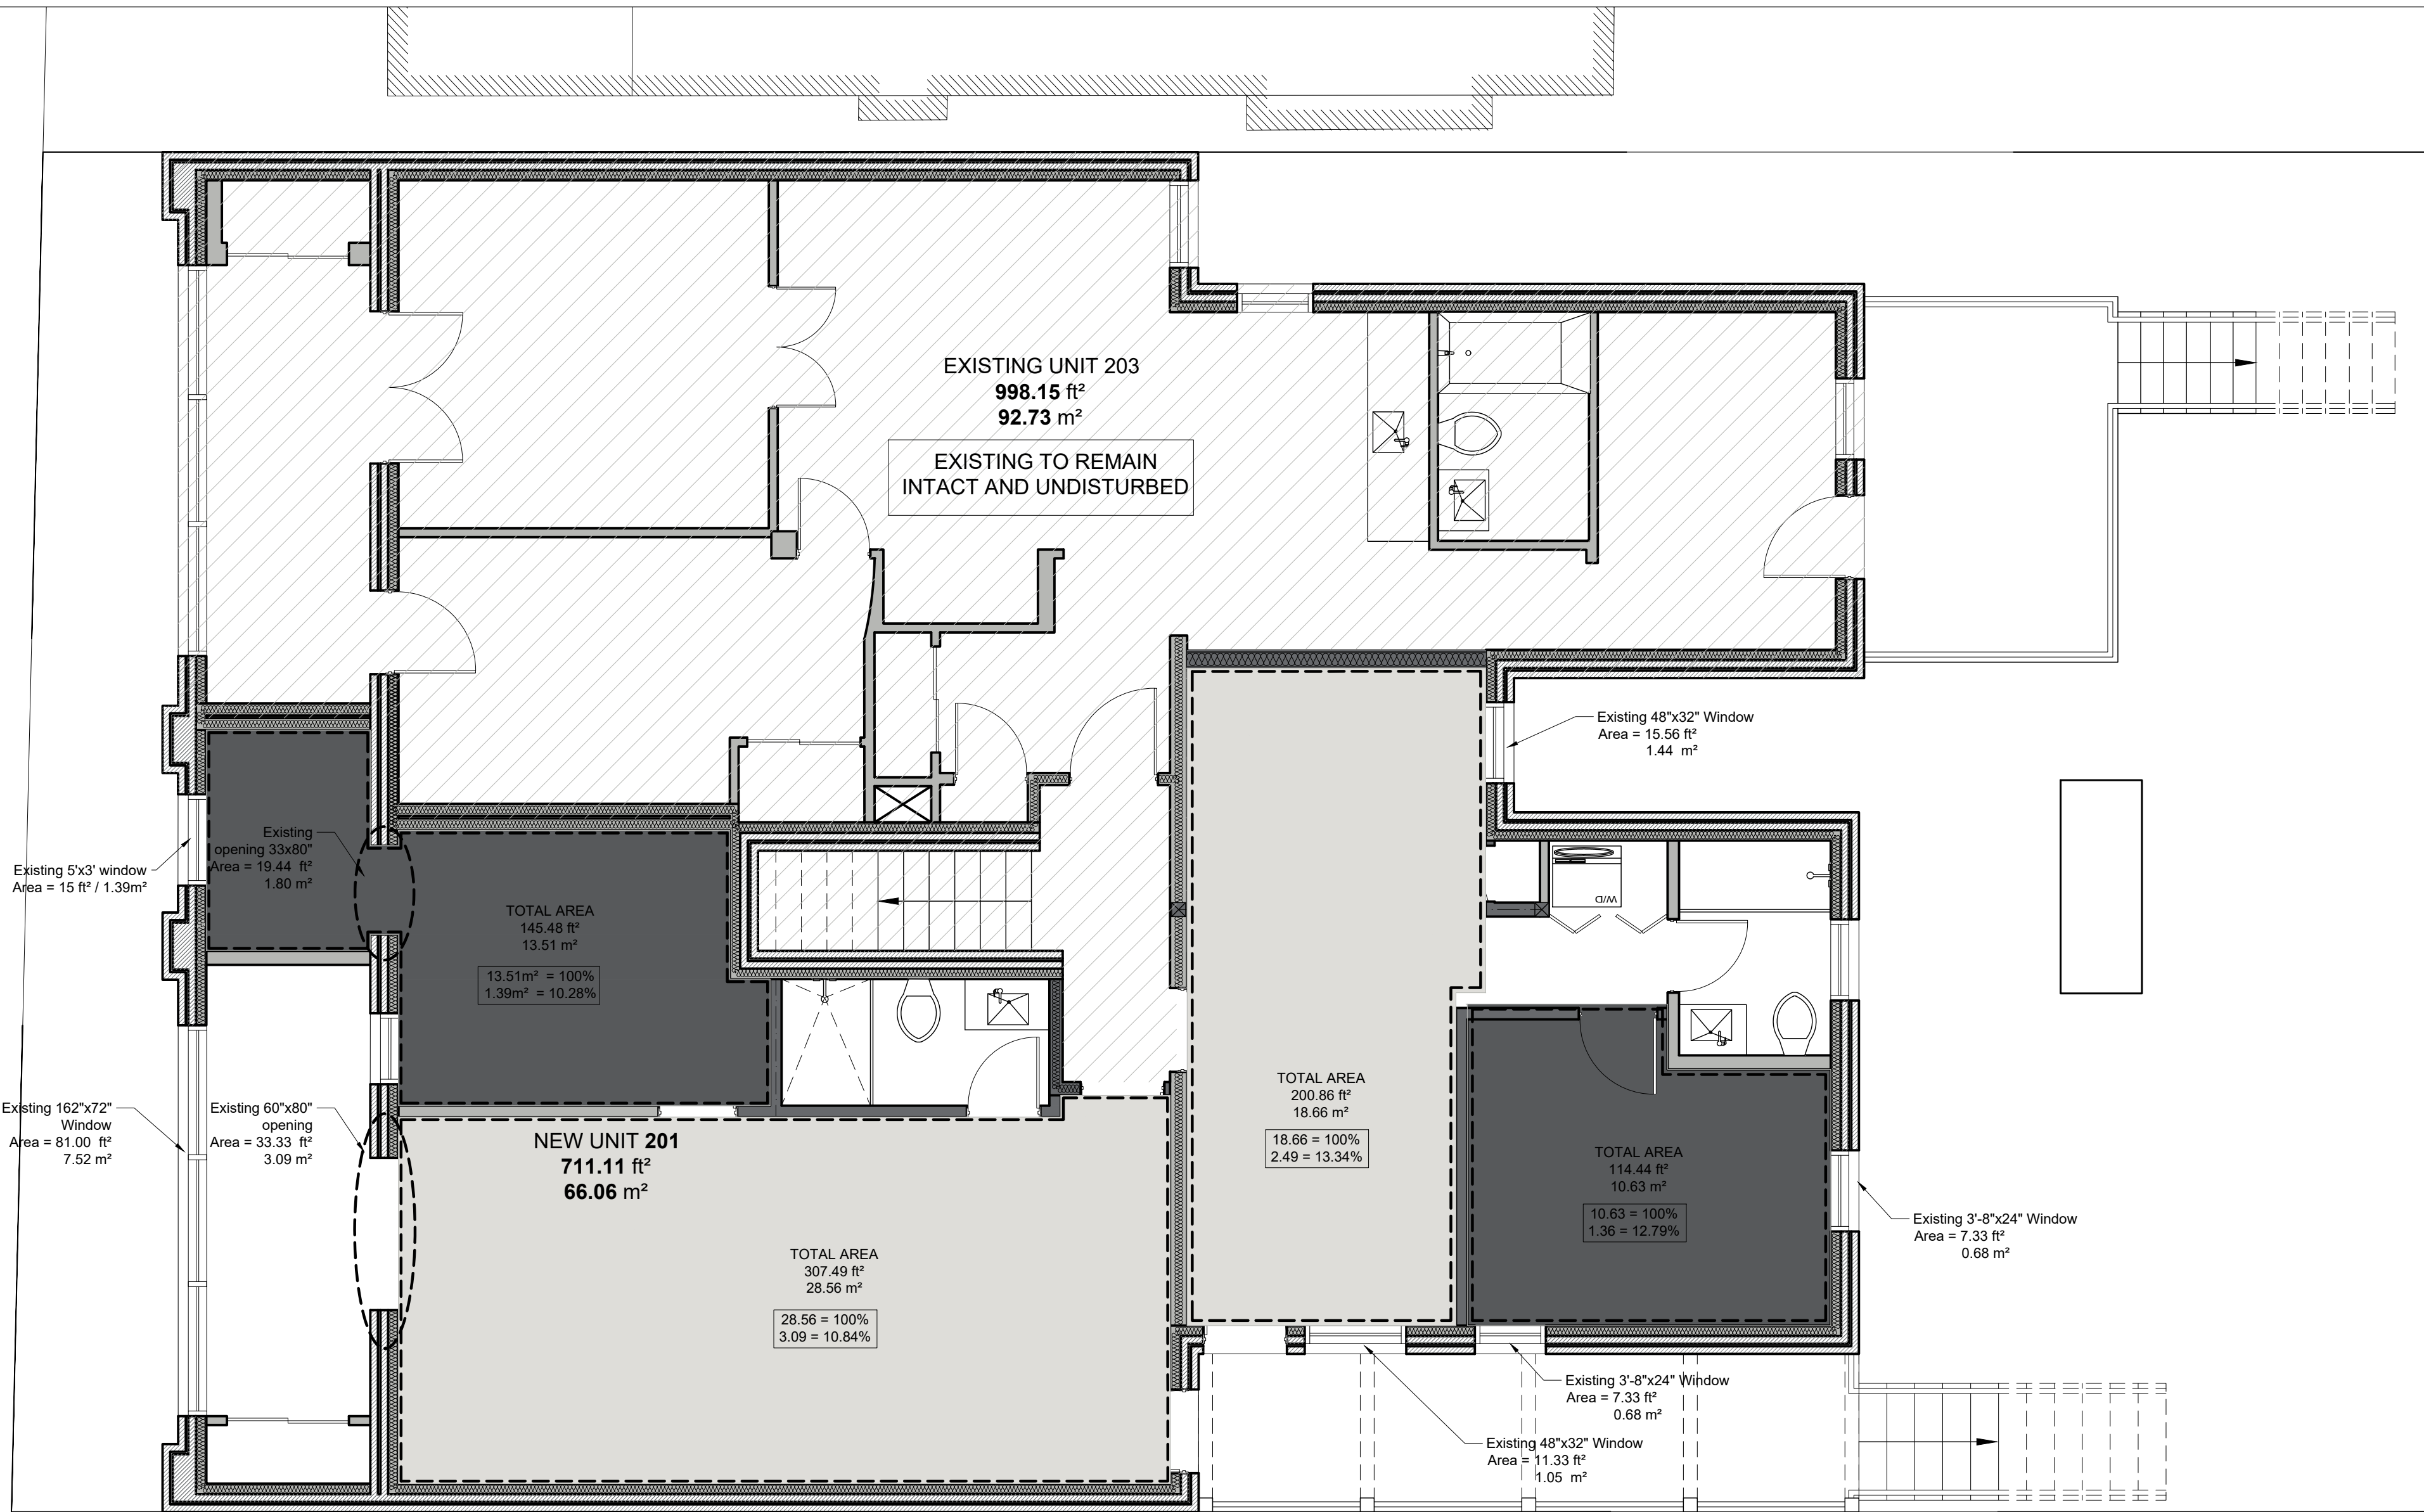 EXISTING UNIT 203
998.15 ft²
92.73 m²
EXISTING TO REMAIN
INTACT AND UNDISTURBED
Existing 48"x32" Window
Area = 15.56 ft²
1.44 m²
Existing
opening 33x80"
Area = 19.44 ft²
1.80 m²
Existing 5'x3' window
Area = 15 ft² / 1.39m²
TOTAL AREA
145.48 ft²
13.51 m²
13.51m² = 100%
1.39m² = 10.28%
W/D
Existing 162"x72"
Window
Area = 81.00 ft²
7.52 m²
Existing 60"x80"
opening
Area = 33.33 ft²
3.09 m²
NEW UNIT 201
711.11 ft²
66.06 m²
TOTAL AREA
200.86 ft²
18.66 m²
18.66 = 100%
2.49 = 13.34%
TOTAL AREA
114.44 ft²
10.63 m²
10.63 = 100%
1.36 = 12.79%
TOTAL AREA
307.49 ft²
28.56 m²
28.56 = 100%
3.09 = 10.84%
Existing 3'-8"x24" Window
Area = 7.33 ft²
0.68 m²
Existing 3'-8"x24" Window
Area = 7.33 ft²
0.68 m²
Existing 48"x32" Window
Area = 11.33 ft²
1.05 m²